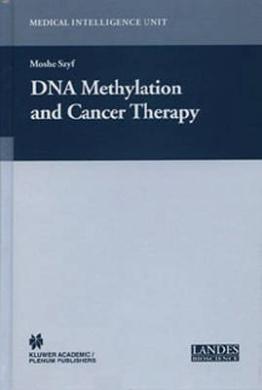 MEDICAL INTELLIGENCE UNIT
Moshe Szyf
DNA Methylation
and Cancer Therapy
KLUWER ACADEMIC /
PLENUM PUBLISHERS
LANDES
BIOSCIENCE